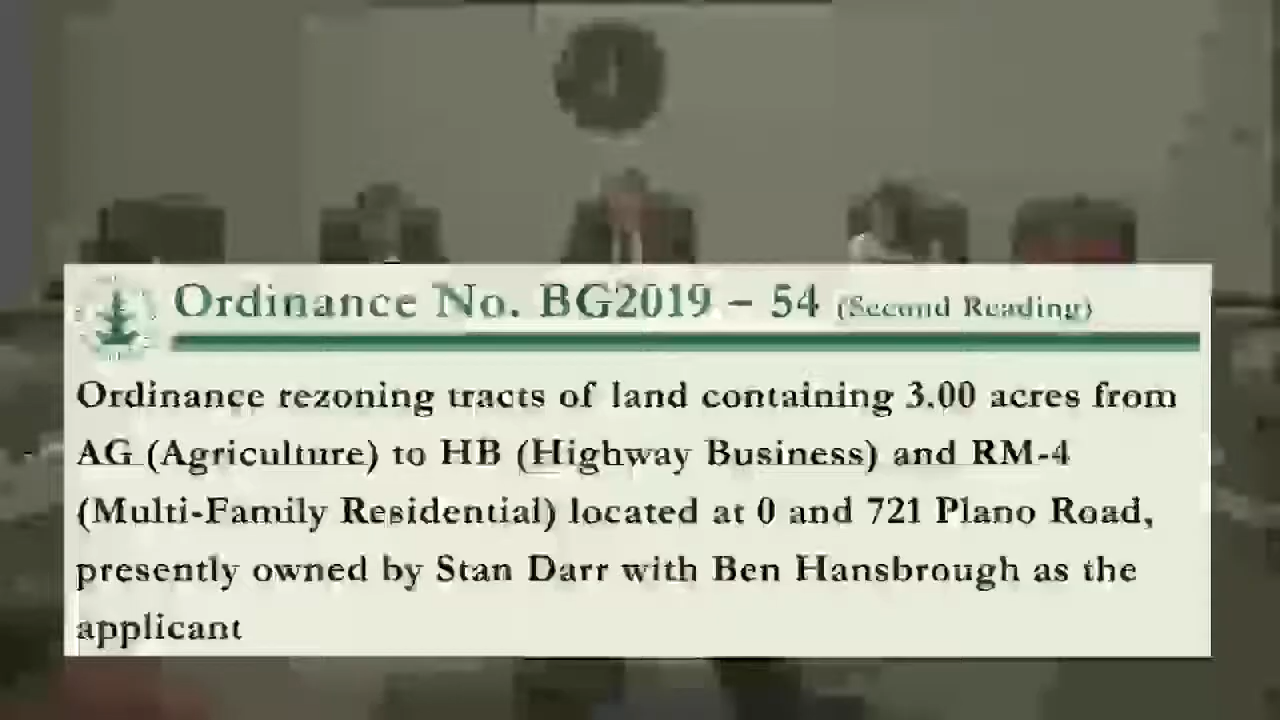 Ordinance No. BG2019 – 54 (Second Reading)
Ordinance rezoning tracts of land containing 3.00 acres from
AG (Agriculture) to HB (Highway Business) and RM-4
(Multi-Family Residential) located at 0 and 721 Plano Road,
presently owned by Stan Darr with Ben Hansbrough as the
applicant